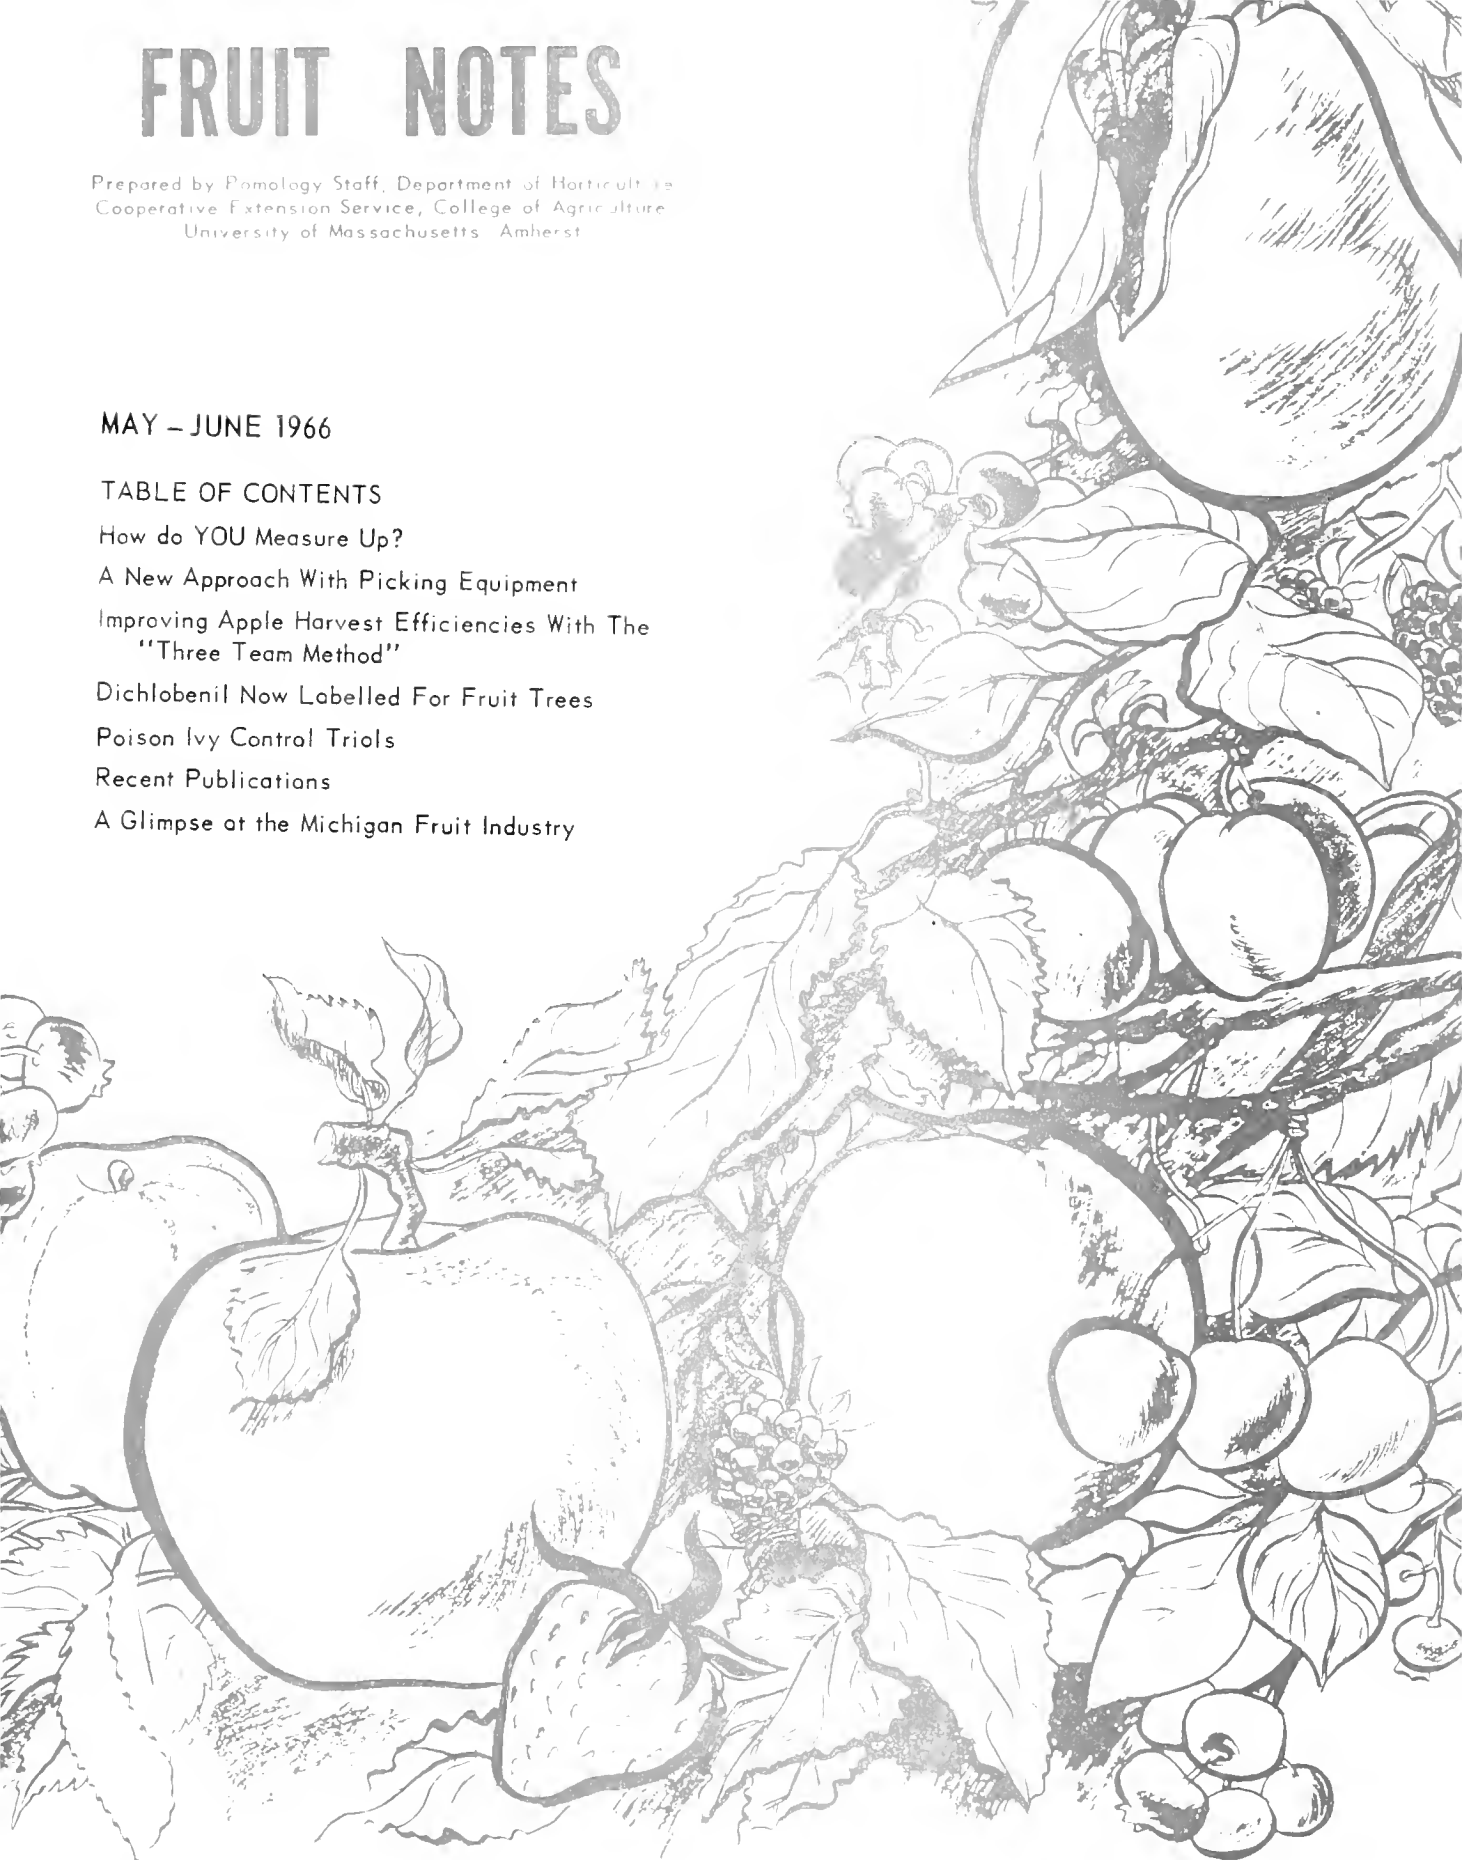 FRUIT NOTES
Prepared by Pomology Staff, Department of Horticulture
Cooperative Extension Service, College of Agriculture
University of Massachusetts Amherst
MAY – JUNE 1966
TABLE OF CONTENTS
How do YOU Measure Up?
A New Approach With Picking Equipment
Improving Apple Harvest Efficiencies With The
"Three Team Method"
Dichlobenil Now Labelled For Fruit Trees
Poison Ivy Control Trials
Recent Publications
A Glimpse at the Michigan Fruit Industry